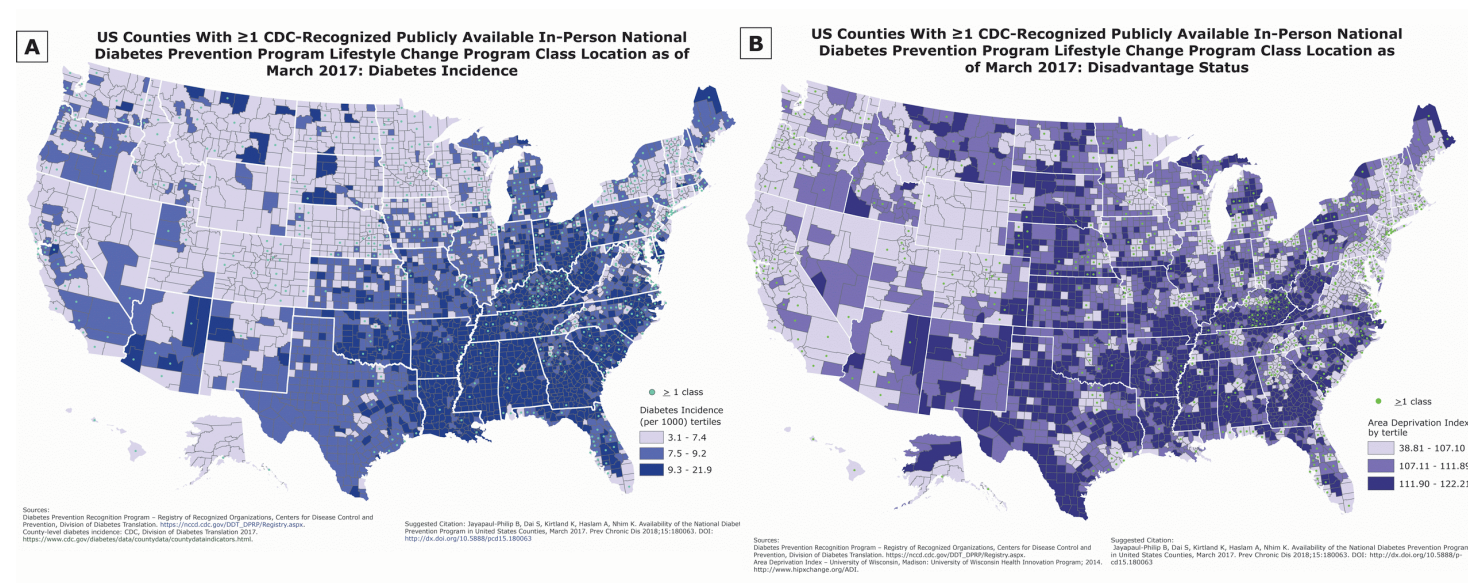 A
US Counties With ≥1 CDC-Recognized Publicly Available In-Person National
Diabetes Prevention Program Lifestyle Change Program Class Location as of
March 2017: Diabetes Incidence
≥ 1 class
Diabetes Incidence
(per 1000) tertiles
3.1 - 7.4
7.5 - 9.2
9.3 - 21.9
Sources:
Diabetes Prevention Recognition Program – Registry of Recognized Organizations, Centers for Disease Control and
Prevention, Division of Diabetes Translation. https://nccd.cdc.gov/DDT_DPRP/Registry.aspx.
County-level diabetes incidence: CDC, Division of Diabetes Translation 2017.
https://www.cdc.gov/diabetes/data/countydata/countydataindicators.html.
Suggested Citation: Jayapaul-Philip B, Dai S, Kirtland K, Haslam A, Nhim K. Availability of the National Diabet
Prevention Program in United States Counties, March 2017. Prev Chronic Dis 2018;15:180063. DOI:
http://dx.doi.org/10.5888/pcd15.180063
B
US Counties With ≥1 CDC-Recognized Publicly Available In-Person National
Diabetes Prevention Program Lifestyle Change Program Class Location as
of March 2017: Disadvantage Status
≥1 class
Area Deprivation Index
by tertile
38.81 - 107.10
107.11 - 111.89
111.90 - 122.21
Sources:
Diabetes Prevention Recognition Program – Registry of Recognized Organizations, Centers for Disease Control and
Prevention, Division of Diabetes Translation. https://nccd.cdc.gov/DDT_DPRP/Registry.aspx.
Area Deprivation Index – University of Wisconsin, Madison: University of Wisconsin Health Innovation Program; 2014.
http://www.hipxchange.org/ADI.
Suggested Citation:
Jayapaul-Philip B, Dai S, Kirtland K, Haslam A, Nhim K. Availability of the National Diabetes Prevention Program
in United States Counties, March 2017. Prev Chronic Dis 2018;15:180063. DOI: http://dx.doi.org/10.5888/p-
cd15.180063